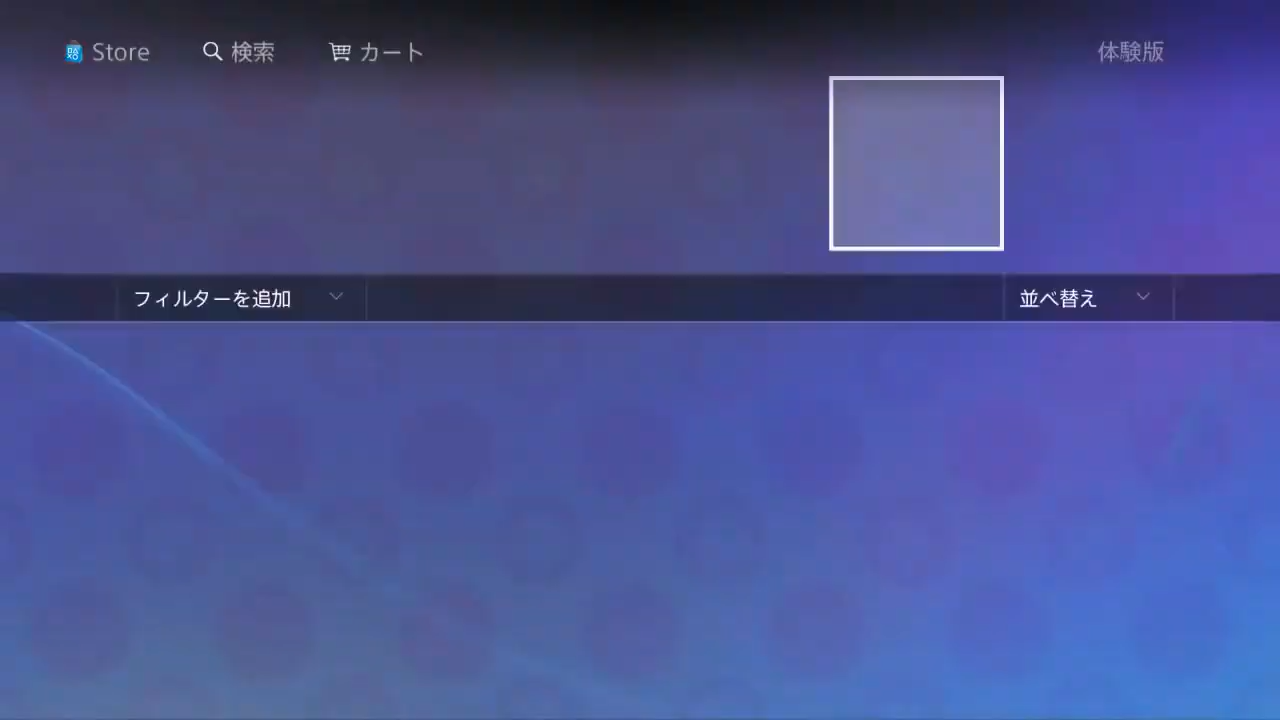 Store
検索
カート
体験版
フィルターを追加
並べ替え